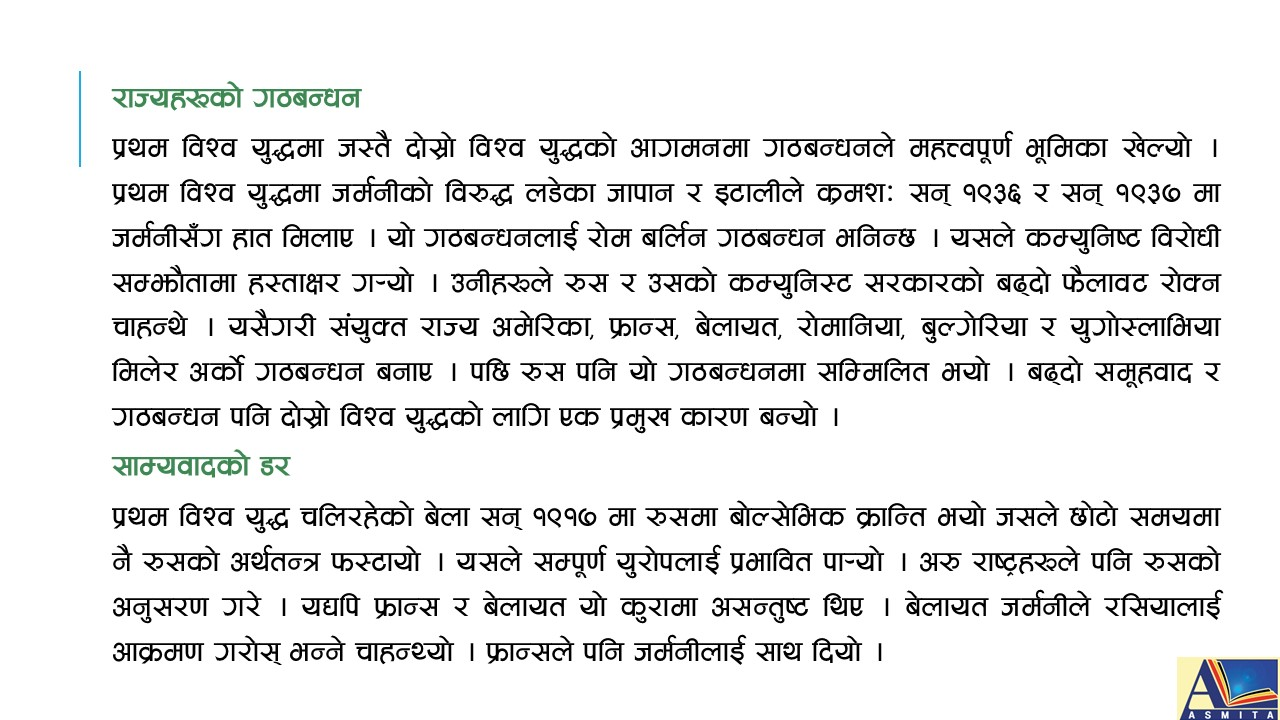 राज्यहरूको गठबन्धन
प्रथम विश्व युद्धमा जस्तै दोस्रो विश्व युद्धको आगमनमा गठबन्धनले महत्त्वपूर्ण भूमिका खेल्यो ।
प्रथम विश्व युद्धमा जर्मनीको विरुद्ध लडेका जापान र इटालीले क्रमशः सन् १९३६ र सन् १९३७ मा
जर्मनीसँग हात मिलाए । यो गठबन्धनलाई रोम बर्लिन गठबन्धन भनिन्छ । यसले कम्युनिष्ट विरोधी
सम्झौतामा हस्ताक्षर गर्‍यो । उनीहरुले रुस र उसको कम्युनिस्ट सरकारको बढ्दो फैलावट रोक्न
चाहन्थे । यसैगरी संयुक्त राज्य अमेरिका, फ्रान्स, बेलायत, रोमानिया, बुल्गेरिया र युगोस्लाभिया
मिलेर अर्को गठबन्धन बनाए । पछि रुस पनि यो गठबन्धनमा सम्मिलित भयो । बढ्दो समूहवाद र
गठबन्धन पनि दोस्रो विश्व युद्धको लागि एक प्रमुख कारण बन्यो ।
साम्यवादको डर
प्रथम विश्व युद्ध चलिरहेको बेला सन् १९१७ मा रुसमा बोल्सेभिक क्रान्ति भयो जसले छोटो समयमा
नै रुसको अर्थतन्त्र फस्टायो । यसले सम्पूर्ण युरोपलाई प्रभावित पार्‍यो । अरु राष्ट्रहरुले पनि रुसको
अनुसरण गरे । यद्यपि फ्रान्स र बेलायत यो कुरामा असन्तुष्ट थिए । बेलायत जर्मनीले रसियालाई
आक्रमण गरोस् भन्ने चाहन्थ्यो । फ्रान्सले पनि जर्मनीलाई साथ दियो ।
ASMITA